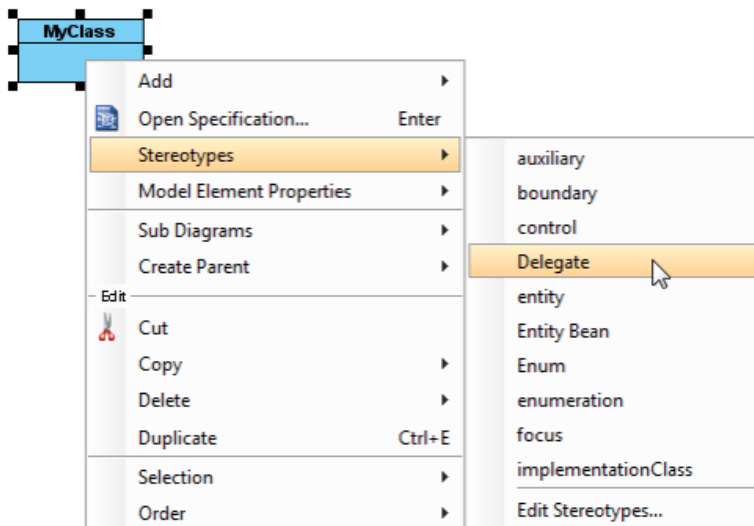 MyClass
Add
Open Specification... Enter
Stereotypes
Model Element Properties
Sub Diagrams
Create Parent
Edit
Cut
Copy
Delete
Duplicate Ctrl+E
Selection
Order
auxiliary
boundary
control
Delegate
entity
Entity Bean
Enum
enumeration
focus
implementationClass
Edit Stereotypes...